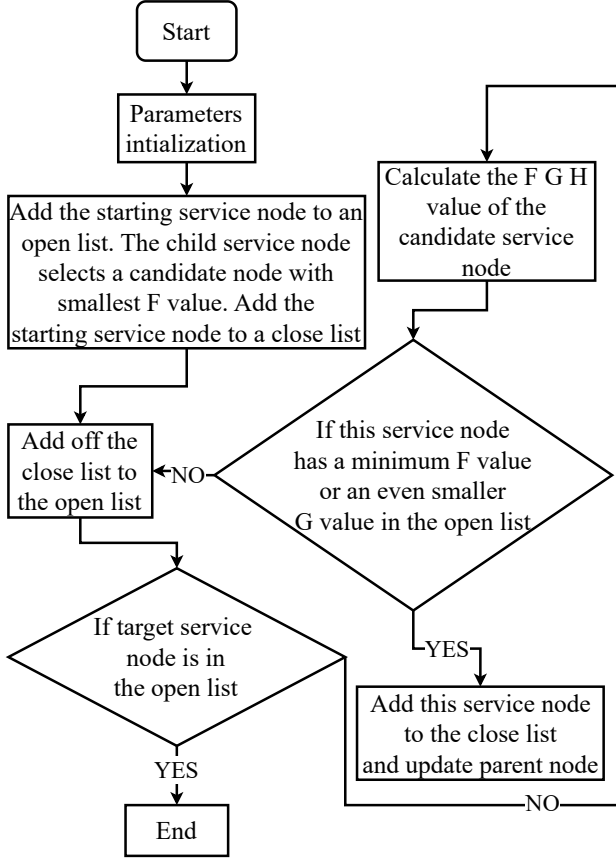 Start
Parameters
intialization
Add the starting service node to an
open list. The child service node
selects a candidate node with
smallest F value. Add the
starting service node to a close list
Add off the
close list to
the open list
If target service
node is in
the open list
YES
End
NO
Calculate the F G H
value of the
candidate service
node
If this service node
has a minimum F value
or an even smaller
G value in the open list
NO
YES
Add this service node
to the close list
and update parent node